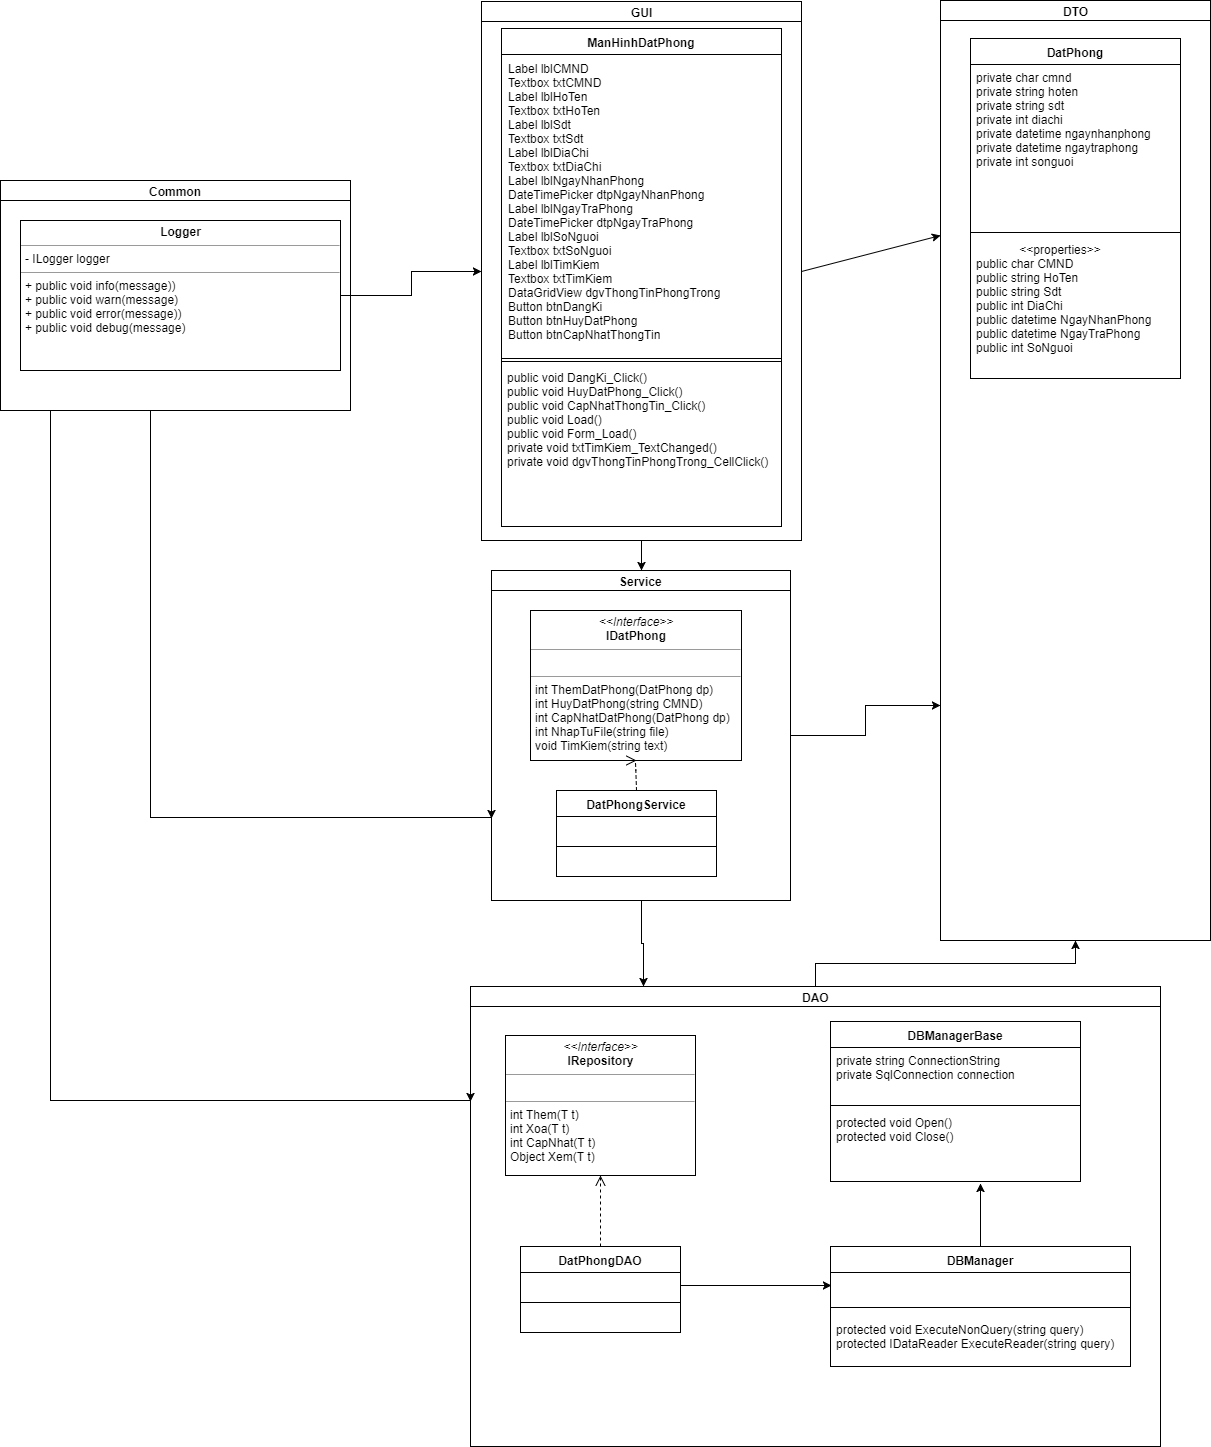 GUI
ManHinhDatPhong
Label lblCMND
Textbox txtCMND
Label lblHoTen
Textbox txtHoTen
Label lblSdt
Textbox txtSdt
Label lblDiaChi
Textbox txtDiaChi
Label lblNgayNhanPhong
DateTimePicker dtpNgayNhanPhong
Label lblNgayTraPhong
DateTimePicker dtpNgayTraPhong
Label lblSoNguoi
Textbox txtSoNguoi
Label lblTimKiem
Textbox txtTimKiem
DataGridView dgvThongTinPhongTrong
Button btnDangKi
Button btnHuyDatPhong
Button btnCapNhatThongTin
public void DangKi_Click()
public void HuyDatPhong_Click()
public void CapNhatThongTin_Click()
public void Load()
public void Form_Load()
private void txtTimKiem_TextChanged()
private void dgvThongTinPhongTrong_CellClick()
DTO
DatPhong
private char cmnd
private string hoten
private string sdt
private int diachi
private datetime ngaynhanphong
private datetime ngaytraphong
private int songuoi
<<properties>>
public char CMND
public string HoTen
public string Sdt
public int DiaChi
public datetime NgayNhanPhong
public datetime NgayTraPhong
public int SoNguoi
Common
Logger
- ILogger logger
+ public void info(message))
+ public void warn(message)
+ public void error(message))
+ public void debug(message)
Service
<<Interface>>
IDatPhong
int ThemDatPhong(DatPhong dp)
int HuyDatPhong(string CMND)
int CapNhatDatPhong(DatPhong dp)
int NhapTuFile(string file)
void TimKiem(string text)
DatPhongService
DAO
<<Interface>>
IRepository
int Them(T t)
int Xoa(T t)
int CapNhat(T t)
Object Xem(T t)
DatPhongDAO
DBManagerBase
private string ConnectionString
private SqlConnection connection
protected void Open()
protected void Close()
DBManager
protected void ExecuteNonQuery(string query)
protected IDataReader ExecuteReader(string query)